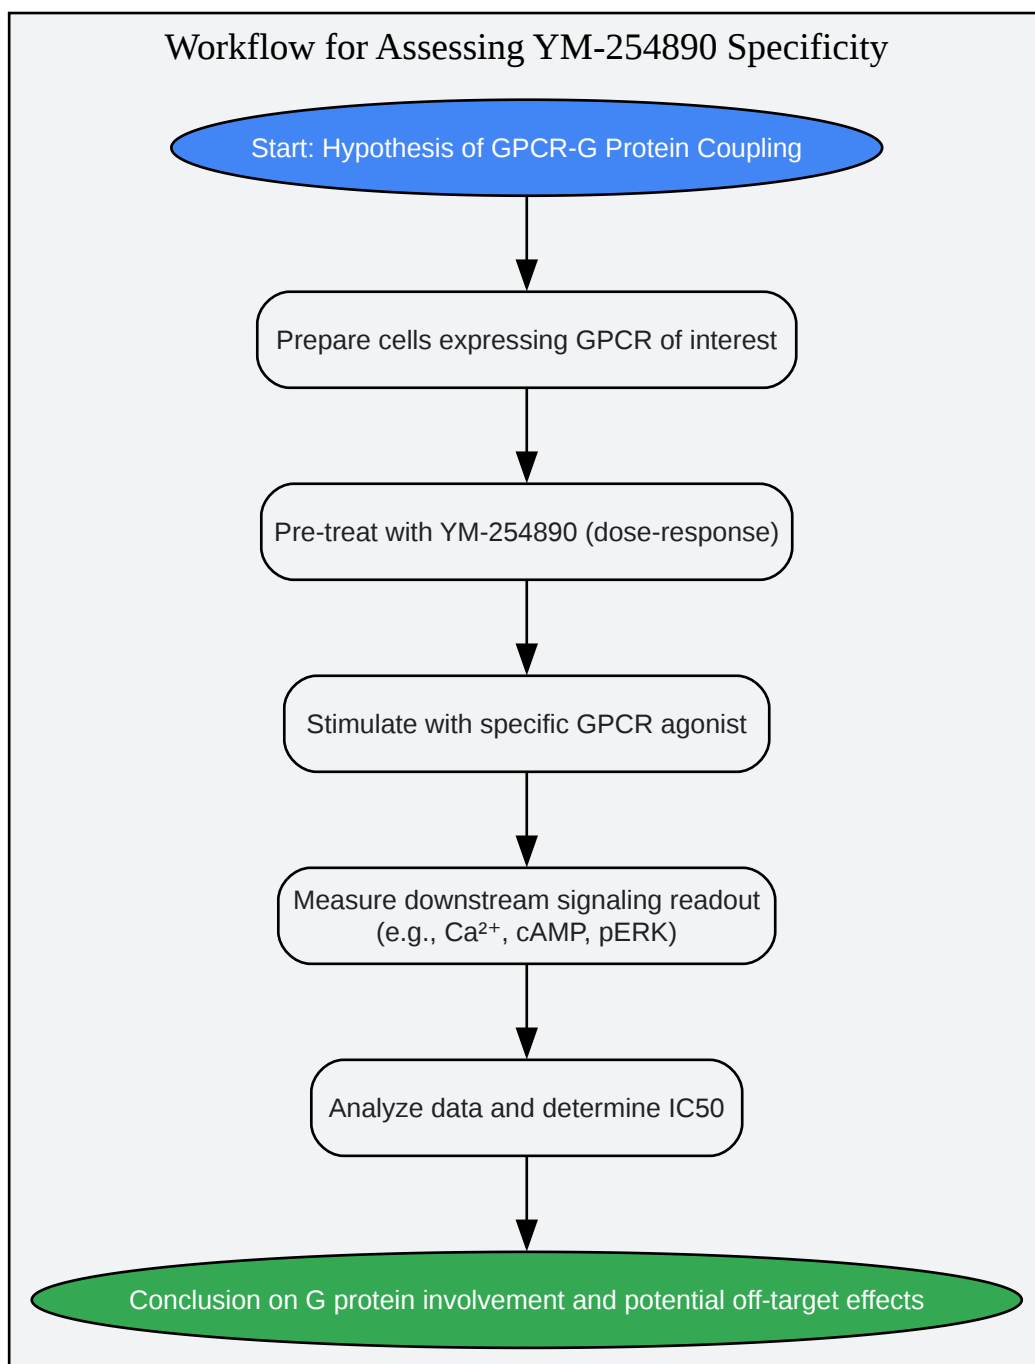 Workflow for Assessing YM-254890 Specificity
Start: Hypothesis of GPCR-G Protein Coupling
Prepare cells expressing GPCR of interest
Pre-treat with YM-254890 (dose-response)
Stimulate with specific GPCR agonist
Measure downstream signaling readout
(e.g., Ca²⁺, cAMP, pERK)
Analyze data and determine IC50
Conclusion on G protein involvement and potential off-target effects